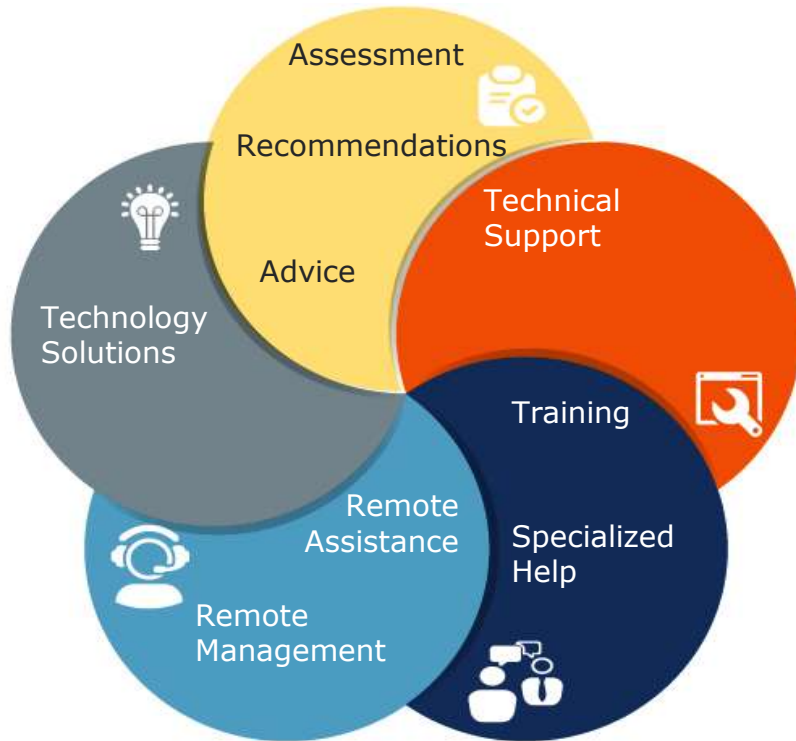 Assessment
Recommendations
Advice
Technical
Support
Training
Specialized
Help
Remote
Assistance
Remote
Management
Technology
Solutions